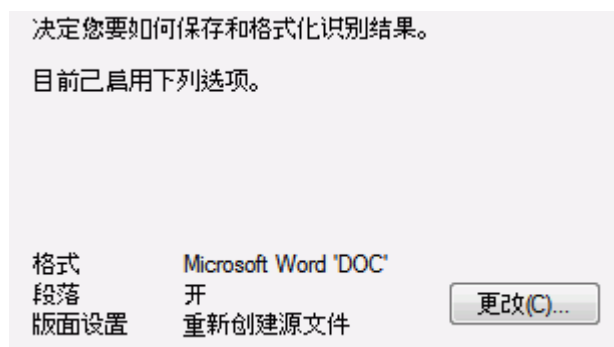 决定您要如何保存和格式化识别结果。
目前已启用下列选项。
格式 Microsoft Word "DOC"
段落 开
版面设置 重新创建源文件
更改(C)...